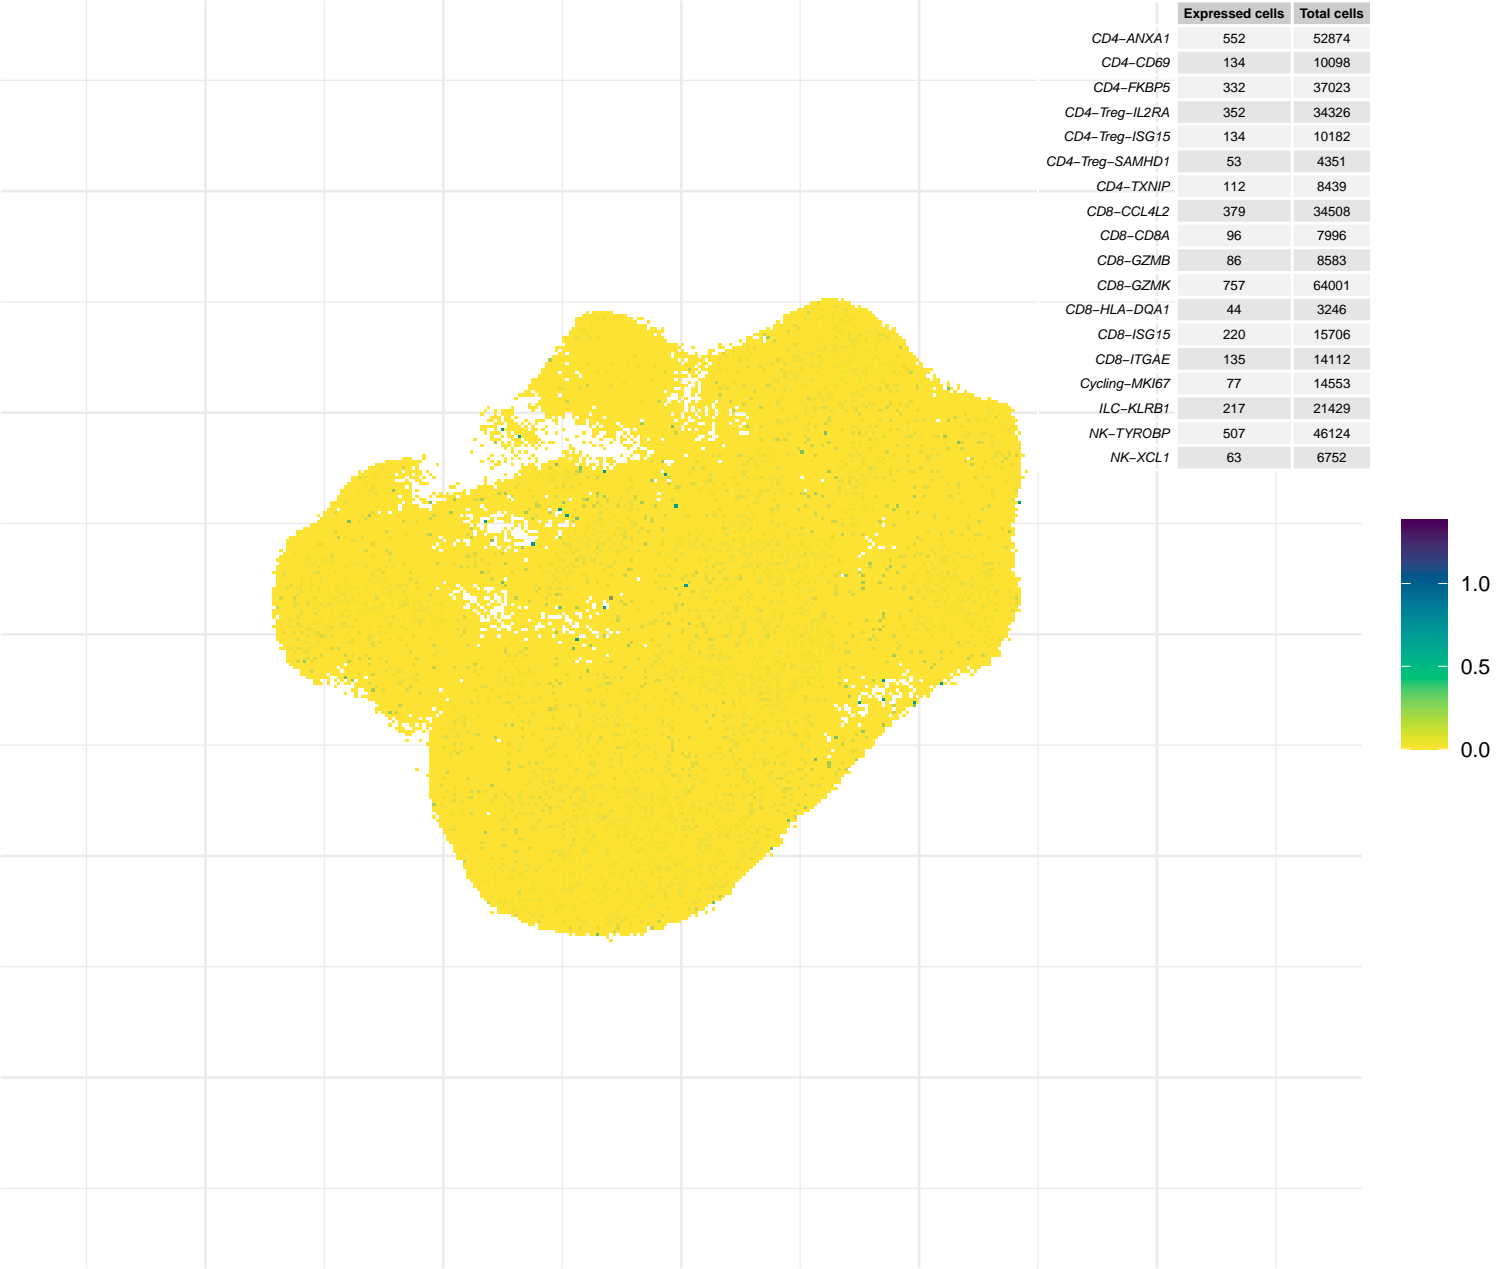 Expressed cells Total cells
CD4−ANXA1 552 52874
CD4−CD69 134 10098
CD4−FKBP5 332 37023
CD4−Treg−IL2RA 352 34326
CD4−Treg−ISG15 134 10182
CD4−Treg−SAMHD1 53 4351
CD4−TXNIP 112 8439
CD8−CCL4L2 379 34508
CD8−CD8A 96 7996
CD8−GZMB 86 8583
CD8−GZMK 757 64001
CD8−HLA−DQA1 44 3246
CD8−ISG15 220 15706
CD8−ITGAE 135 14112
Cycling−MKI67 77 14553
ILC−KLRB1 217 21429
NK−TYROBP 507 46124
NK−XCL1 63 6752
1.0
0.5
0.0